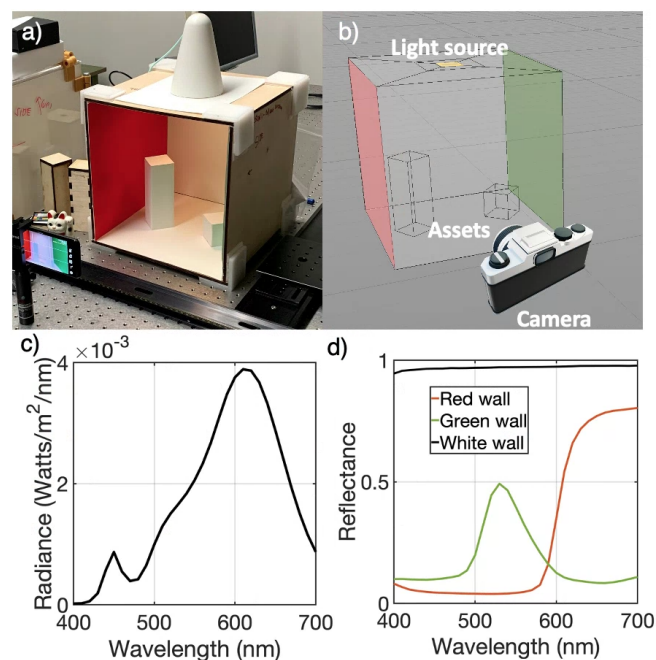 a)
b)
Light source
Assets
Camera
c)
×10⁻³
4
2
0
Radiance (Watts/m²/nm)
400
500
600
700
Wavelength (nm)
d)
1
0.5
0
Reflectance
Red wall
Green wall
White wall
400
500
600
700
Wavelength (nm)